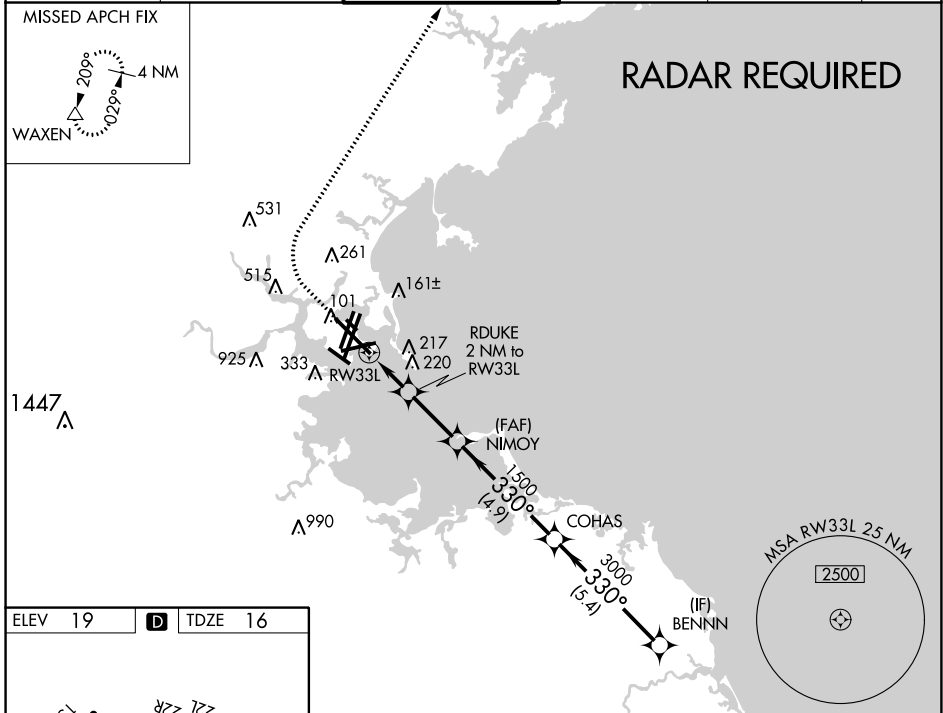 MISSED APCH FIX
209°
4 NM
029°
WAXEN
RADAR REQUIRED
531
261
515
161±
101
217
220
RDUKE
2 NM to
RW33L
925
333
RW33L
1447
(FAF)
NIMOY
1500
330°
(4.9)
990
COHAS
3000
330°
(5.4)
(IF)
BENNN
MSA RW33L 25 NM
2500
ELEV 19 D TDZE 16
22L 22R